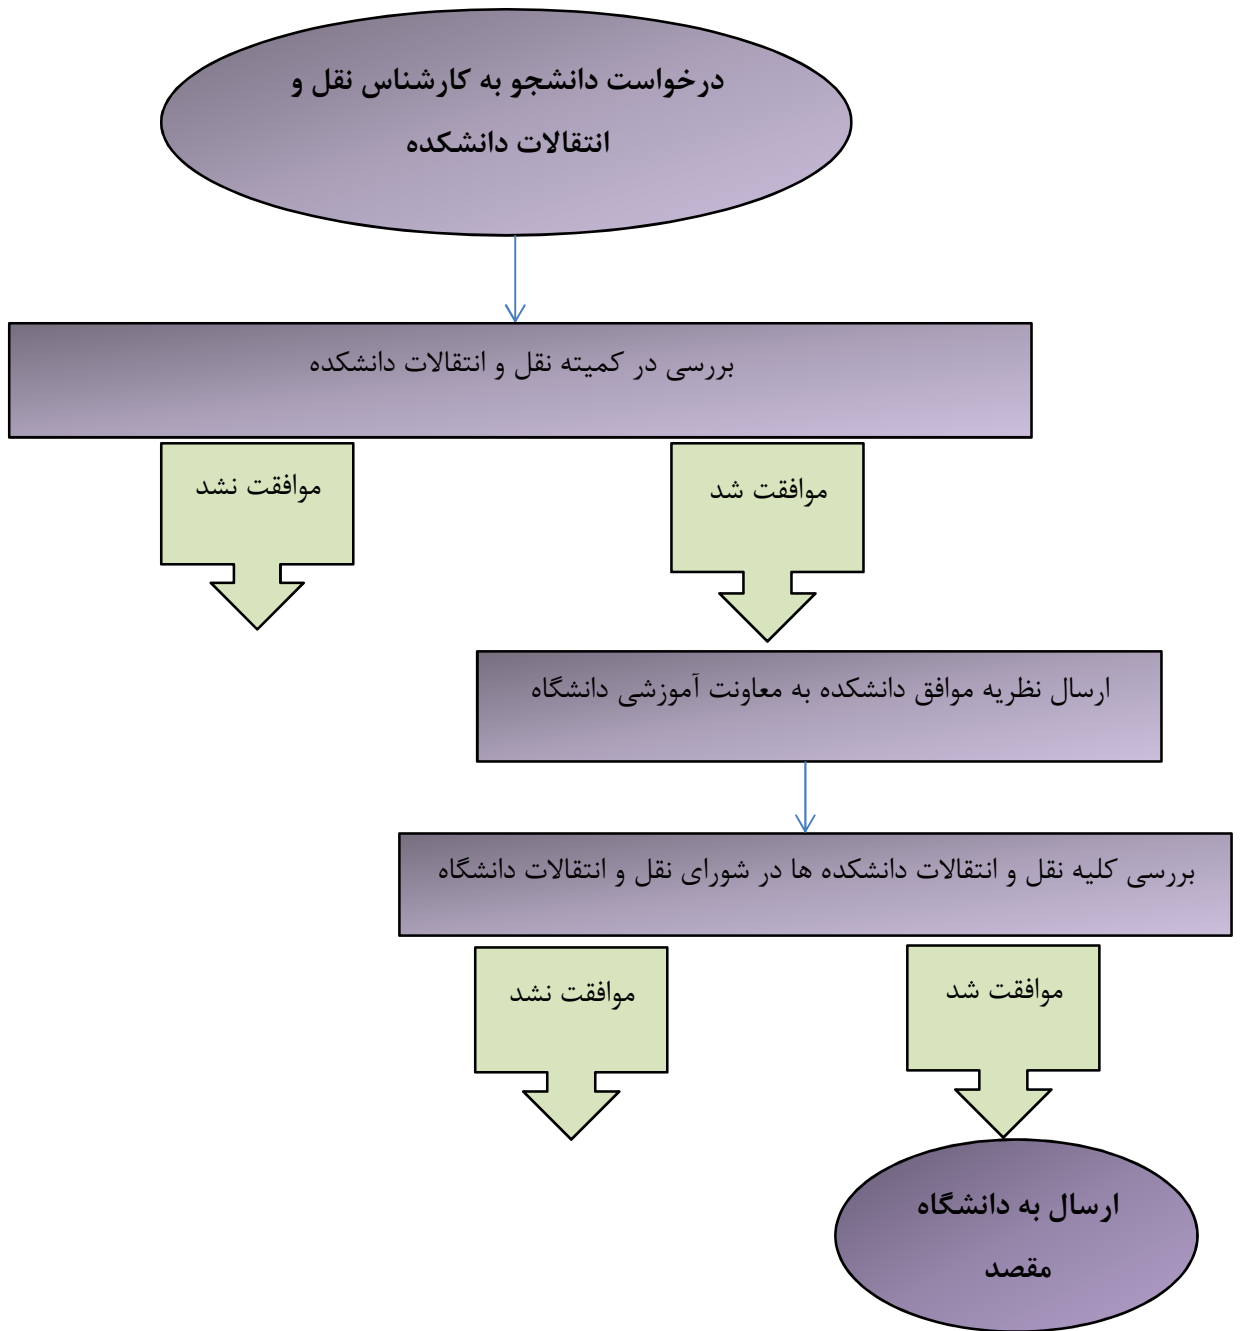 درخواست دانشجو به کارشناس نقل و
انتقالات دانشکده
بررسی در کمیته نقل و انتقالات دانشکده
موافقت شد
موافقت نشد
ارسال نظریه موافق دانشکده به معاونت آموزشی دانشگاه
بررسی کلیه نقل و انتقالات دانشکده ها در شورای نقل و انتقالات دانشگاه
موافقت شد
موافقت نشد
ارسال به دانشگاه
مقصد